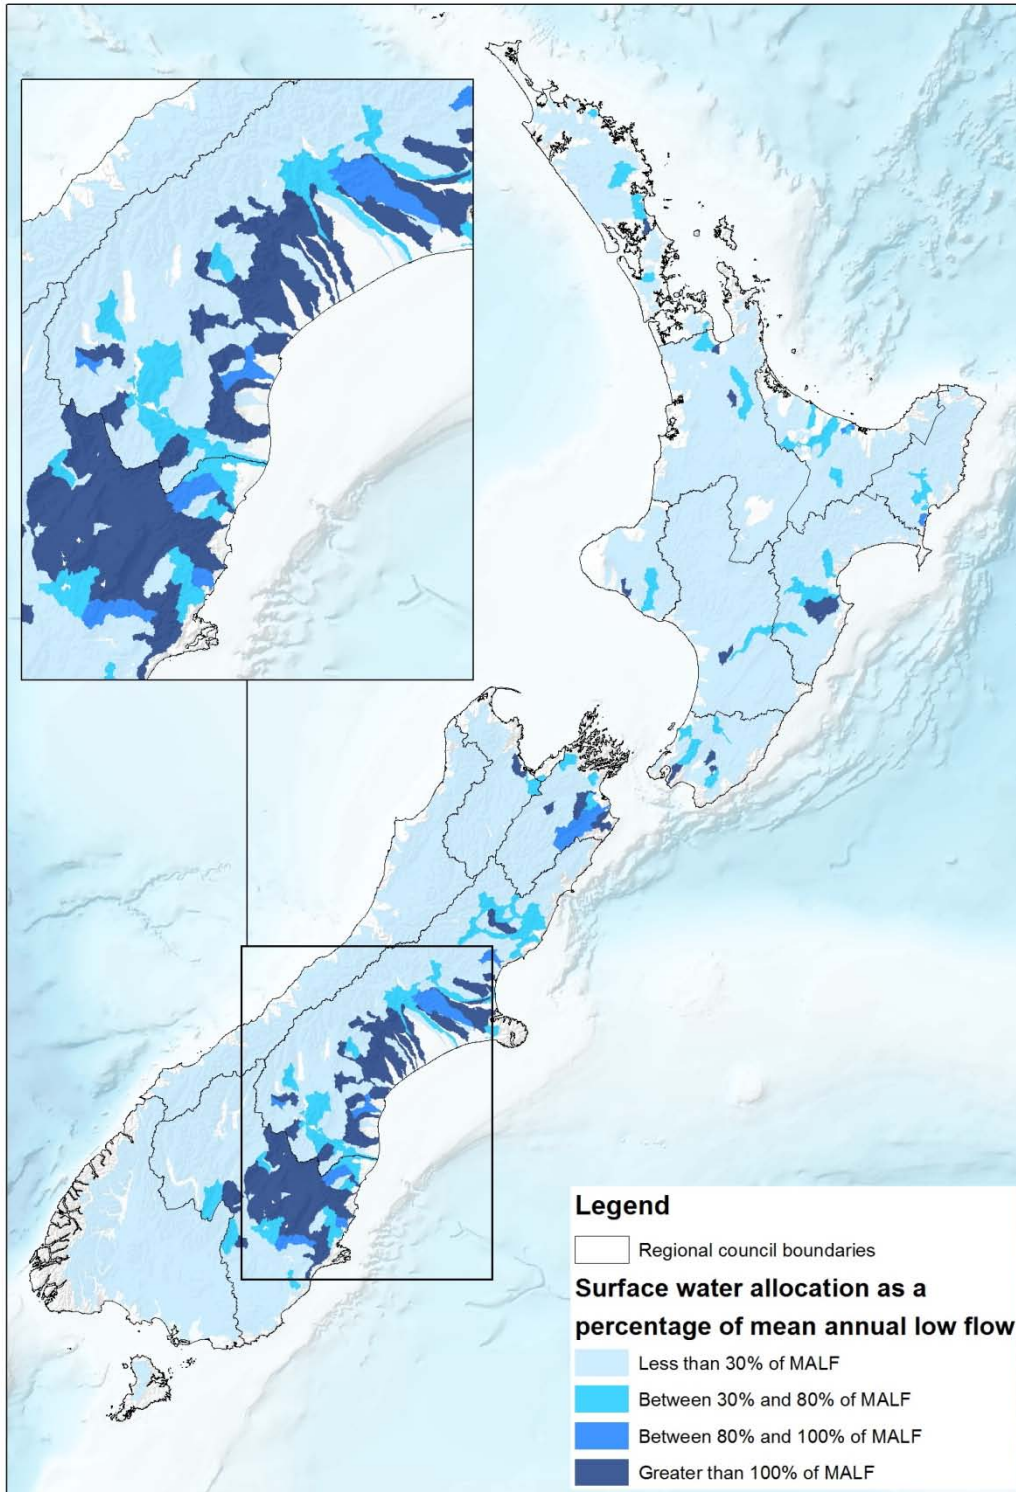 Legend
Regional council boundaries
Surface water allocation as a
percentage of mean annual low flow
Less than 30% of MALF
Between 30% and 80% of MALF
Between 80% and 100% of MALF
Greater than 100% of MALF